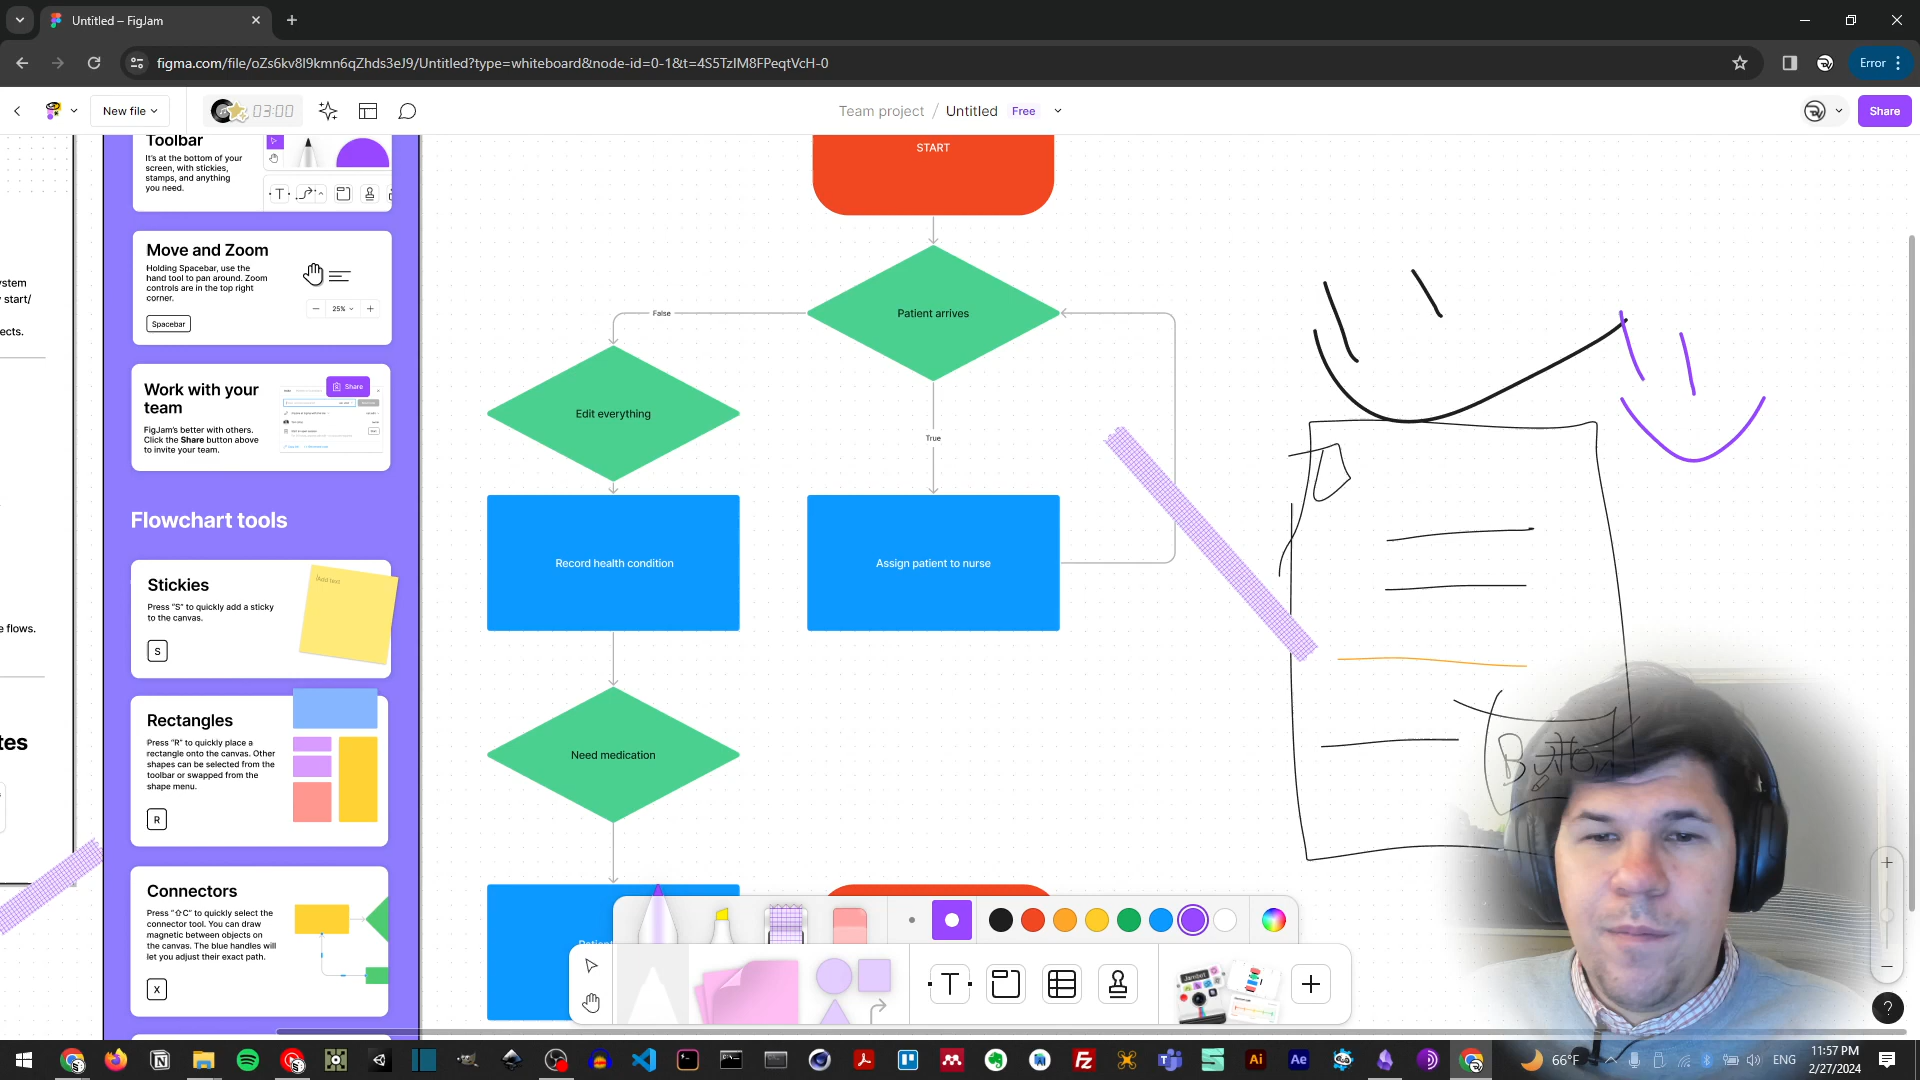 Untitled – FigJam
figma.com/file/oZs6kv8I9kmn6qZhds3eJ9/Untitled?type=whiteboard&node-id=0-1&t=4S5TzIM8FPeqtVcH-0
Error
New file
03:00
Team project / Untitled Free
Share
ystem
start/
ects.
e flows.
tes
Toolbar
It's at the bottom of your
screen, with stickies,
stamps, and anything
you need.
T
Move and Zoom
Holding Spacebar, use the
hand tool to pan around. Zoom
controls are in the top right
corner.
Spacebar
25%
Work with your
team
FigJam's better with others.
Click the Share button above
to invite your team.
Share
Flowchart tools
Stickies
Press "S" to quickly add a sticky
to the canvas.
S
Add text
Rectangles
Press "R" to quickly place a
rectangle onto the canvas. Other
shapes can be selected from the
toolbar or swapped from the
shape menu.
R
Connectors
Press "⇧C" to quickly select the
connector tool. You can draw
magnetic between objects on
the canvas. The blue handles will
let you adjust their exact path.
X
START
Patient arrives
False
True
Edit everything
Record health condition
Assign patient to nurse
Need medication
Button
T
?
66°F
ENG
11:57 PM
2/27/2024